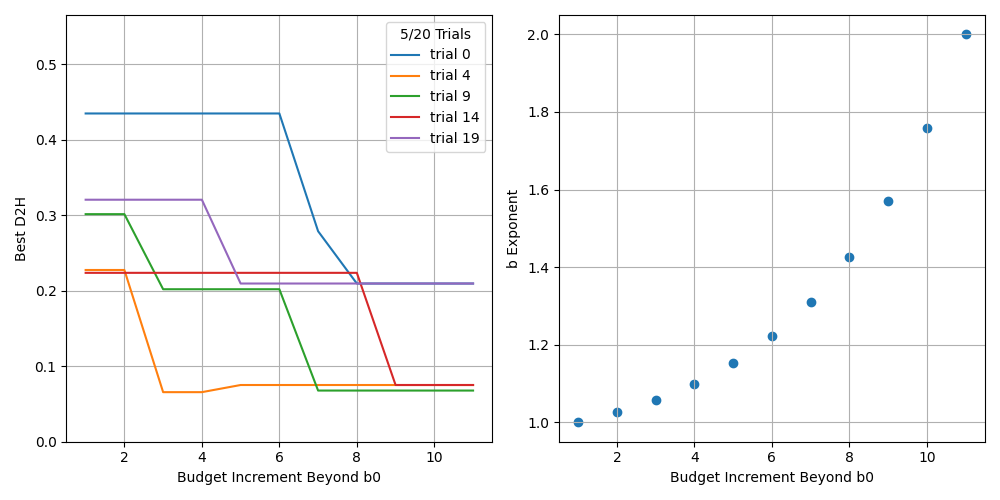 5/20 Trials
trial 0
trial 4
trial 9
trial 14
trial 19
Best D2H
0.5
0.4
0.3
0.2
0.1
0.0
2 4 6 8 10
Budget Increment Beyond b0
b Exponent
2.0
1.8
1.6
1.4
1.2
1.0
2 4 6 8 10
Budget Increment Beyond b0